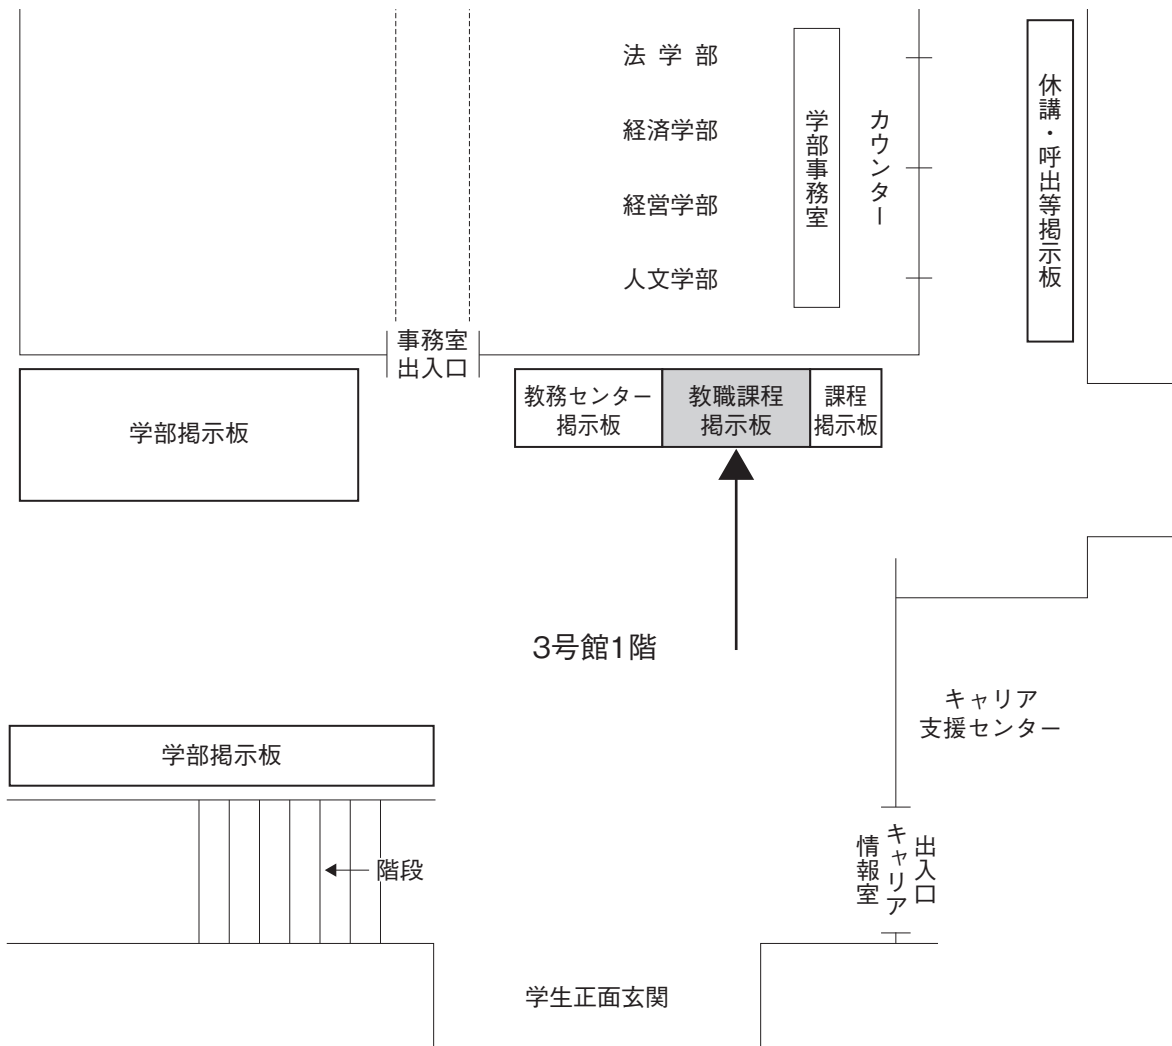 法学部
経済学部
経営学部
人文学部
学部事務室
カウンター
休講・呼出等掲示板
事務室
出入口
学部掲示板
教務センター
掲示板
教職課程
掲示板
課程
掲示板
3号館1階
キャリア
支援センター
学部掲示板
階段
出入口
キャリア
情報室
学生正面玄関